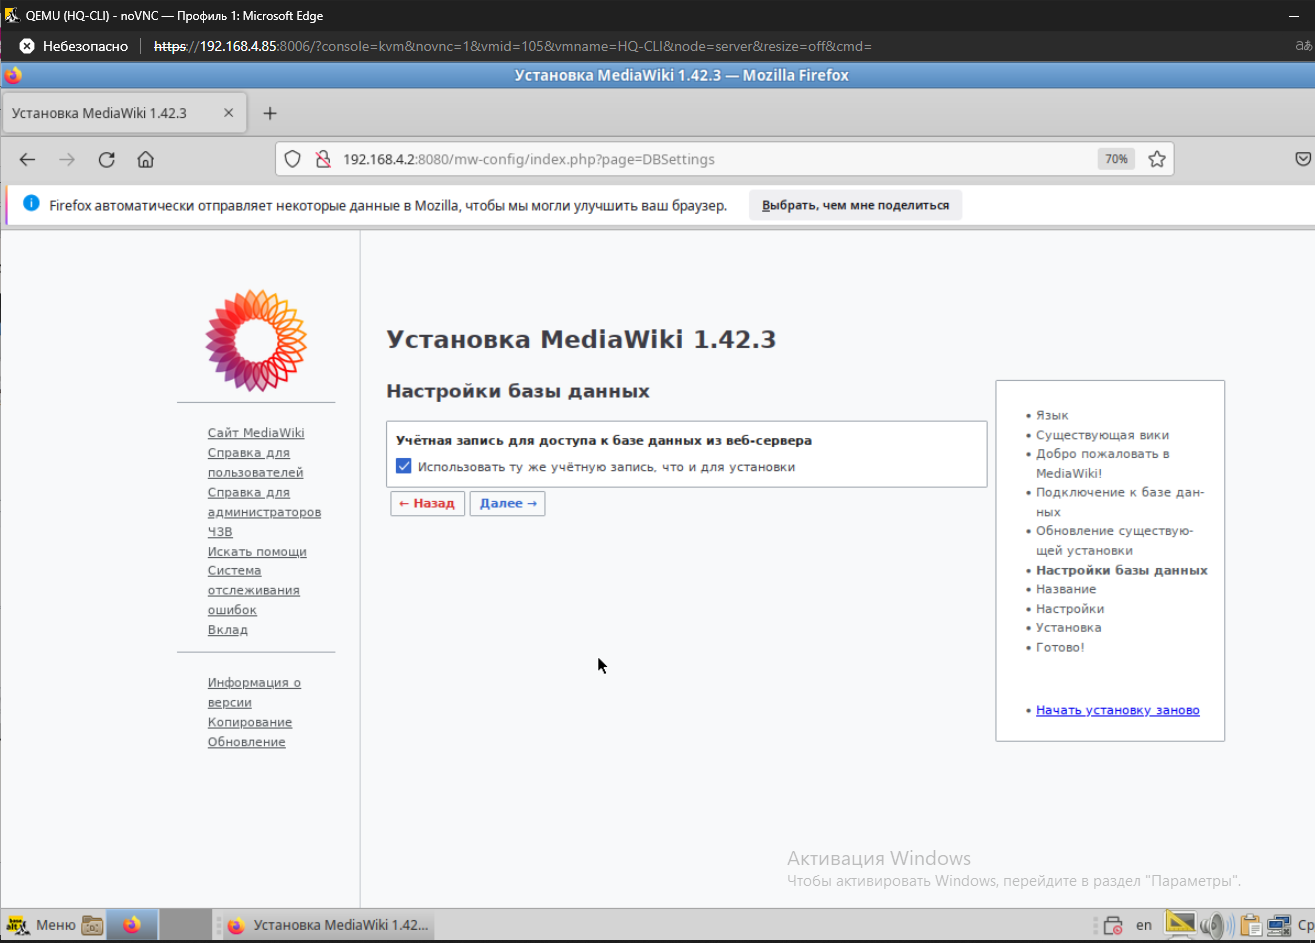 QEMU (HQ-CLI) - noVNC — Профиль 1: Microsoft Edge
Небезопасно https://192.168.4.85:8006/?console=kvm&novnc=1&vmid=105&vmname=HQ-CLI&node=server&resize=off&cmd=
Установка MediaWiki 1.42.3 — Mozilla Firefox
Установка MediaWiki 1.42.3
192.168.4.2:8080/mw-config/index.php?page=DBSettings 70%
Firefox автоматически отправляет некоторые данные в Mozilla, чтобы мы могли улучшить ваш браузер. Выбрать, чем мне поделиться
Сайт MediaWiki
Справка для
пользователей
Справка для
администраторов
ЧЗВ
Искать помощи
Система
отслеживания
ошибок
Вклад
Информация о
версии
Копирование
Обновление
Установка MediaWiki 1.42.3
Настройки базы данных
Учётная запись для доступа к базе данных из веб-сервера
Использовать ту же учётную запись, что и для установки
← Назад Далее →
• Язык
• Существующая вики
• Добро пожаловать в
MediaWiki!
• Подключение к базе дан-
ных
• Обновление существую-
щей установки
• Настройки базы данных
• Название
• Настройки
• Установка
• Готово!
• Начать установку заново
Активация Windows
Чтобы активировать Windows, перейдите в раздел "Параметры".
Меню Установка MediaWiki 1.42... en Ср